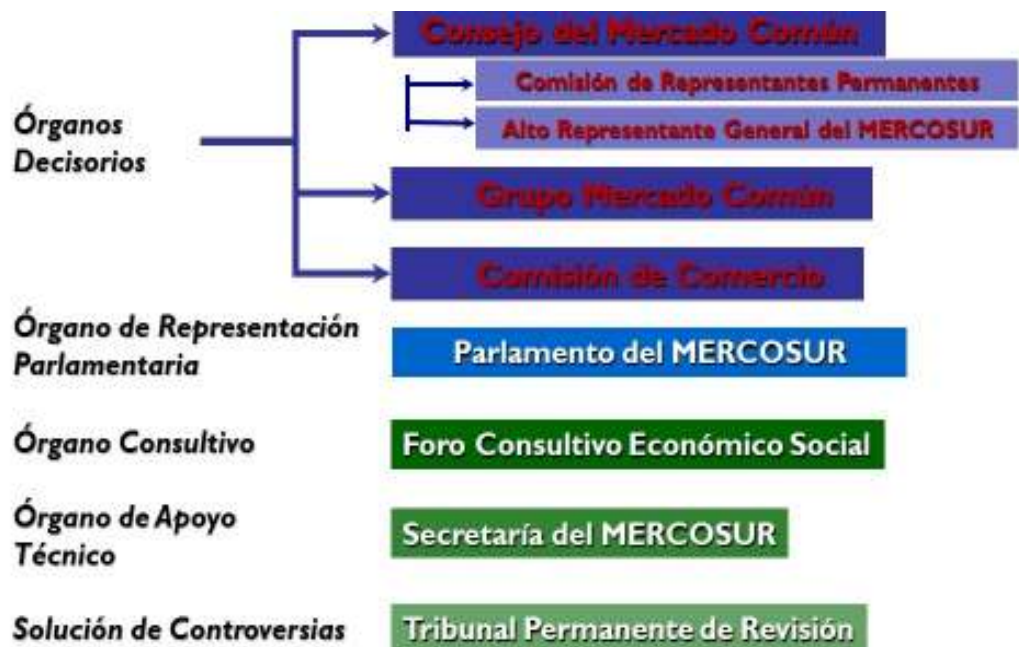 Consejo del Mercado Común
Comisión de Representantes Permanentes
Alto Representante General del MERCOSUR
Órganos
Decisorios
Grupo Mercado Común
Comisión de Comercio
Órgano de Representación
Parlamentaria
Parlamento del MERCOSUR
Órgano Consultivo
Foro Consultivo Económico Social
Órgano de Apoyo
Técnico
Secretaría del MERCOSUR
Solución de Controversias
Tribunal Permanente de Revisión